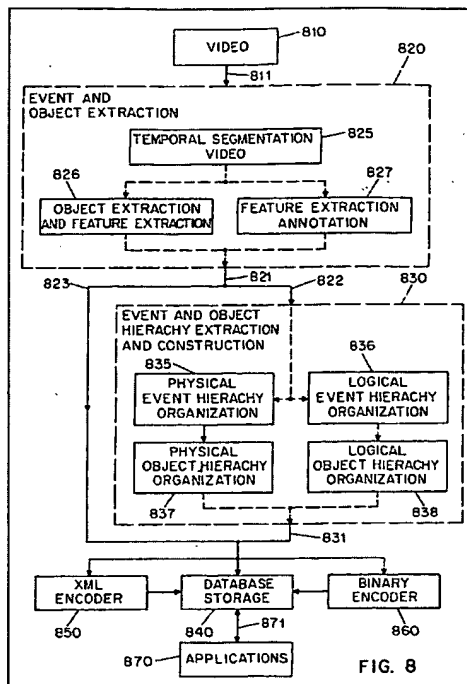 VIDEO
810
811
820
EVENT AND
OBJECT EXTRACTION
TEMPORAL SEGMENTATION
VIDEO
825
826
827
OBJECT EXTRACTION
AND FEATURE EXTRACTION
FEATURE EXTRACTION
ANNOTATION
821
823
822
830
EVENT AND OBJECT
HIERACHY EXTRACTION
AND CONSTRUCTION
835
836
PHYSICAL
EVENT HIERACHY
ORGANIZATION
LOGICAL
EVENT HIERACHY
ORGANIZATION
PHYSICAL
OBJECT HIERACHY
ORGANIZATION
LOGICAL
OBJECT HIERACHY
ORGANIZATION
837
838
831
XML
ENCODER
DATABASE
STORAGE
BINARY
ENCODER
850
840
871
860
870
APPLICATIONS
FIG. 8